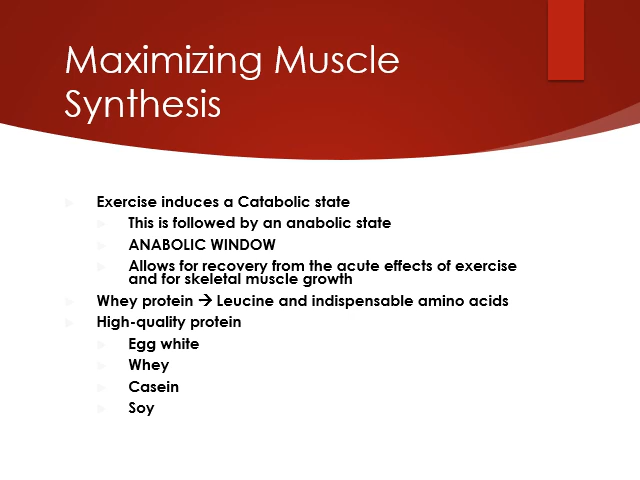 Maximizing Muscle
Synthesis
Exercise induces a Catabolic state
This is followed by an anabolic state
ANABOLIC WINDOW
Allows for recovery from the acute effects of exercise
and for skeletal muscle growth
Whey protein → Leucine and indispensable amino acids
High-quality protein
Egg white
Whey
Casein
Soy